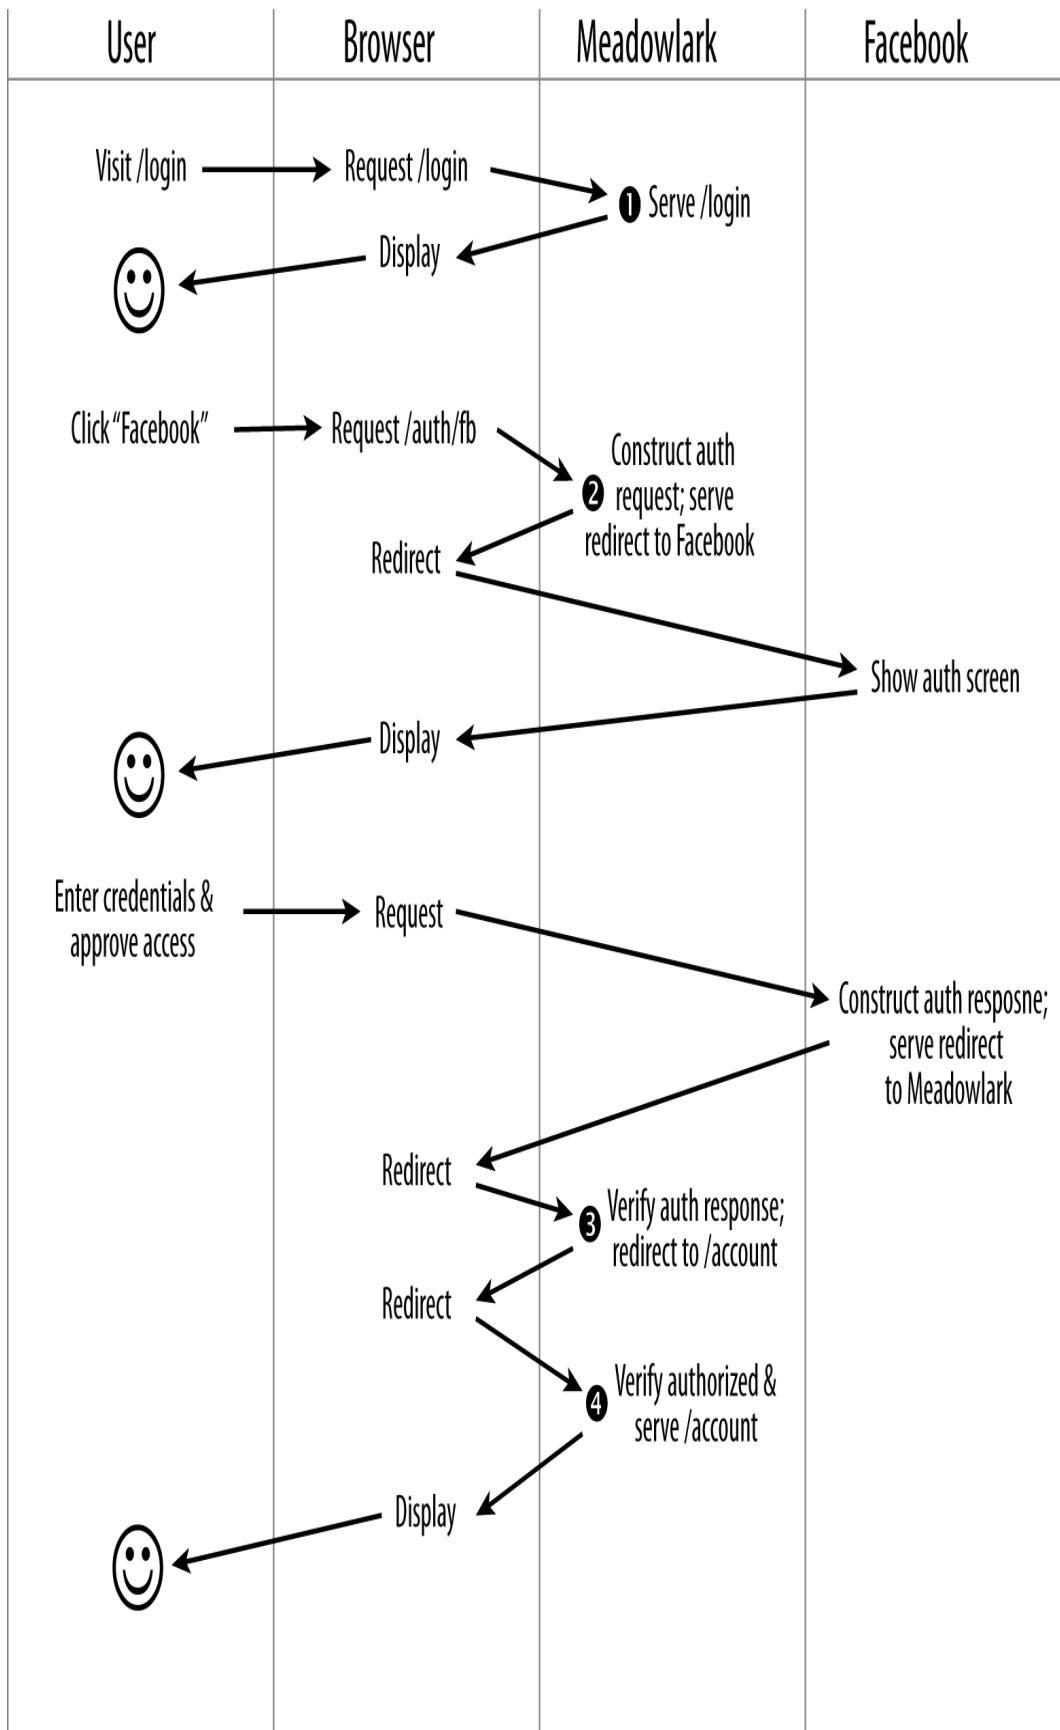 User
Browser
Meadowlark
Facebook
Visit /login
Request /login
1 Serve /login
Display
Click “Facebook”
Request /auth/fb
2 Construct auth
request; serve
redirect to Facebook
Redirect
Show auth screen
Display
Enter credentials &
approve access
Request
Construct auth resposne;
serve redirect
to Meadowlark
Redirect
3 Verify auth response;
redirect to /account
Redirect
4 Verify authorized &
serve /account
Display